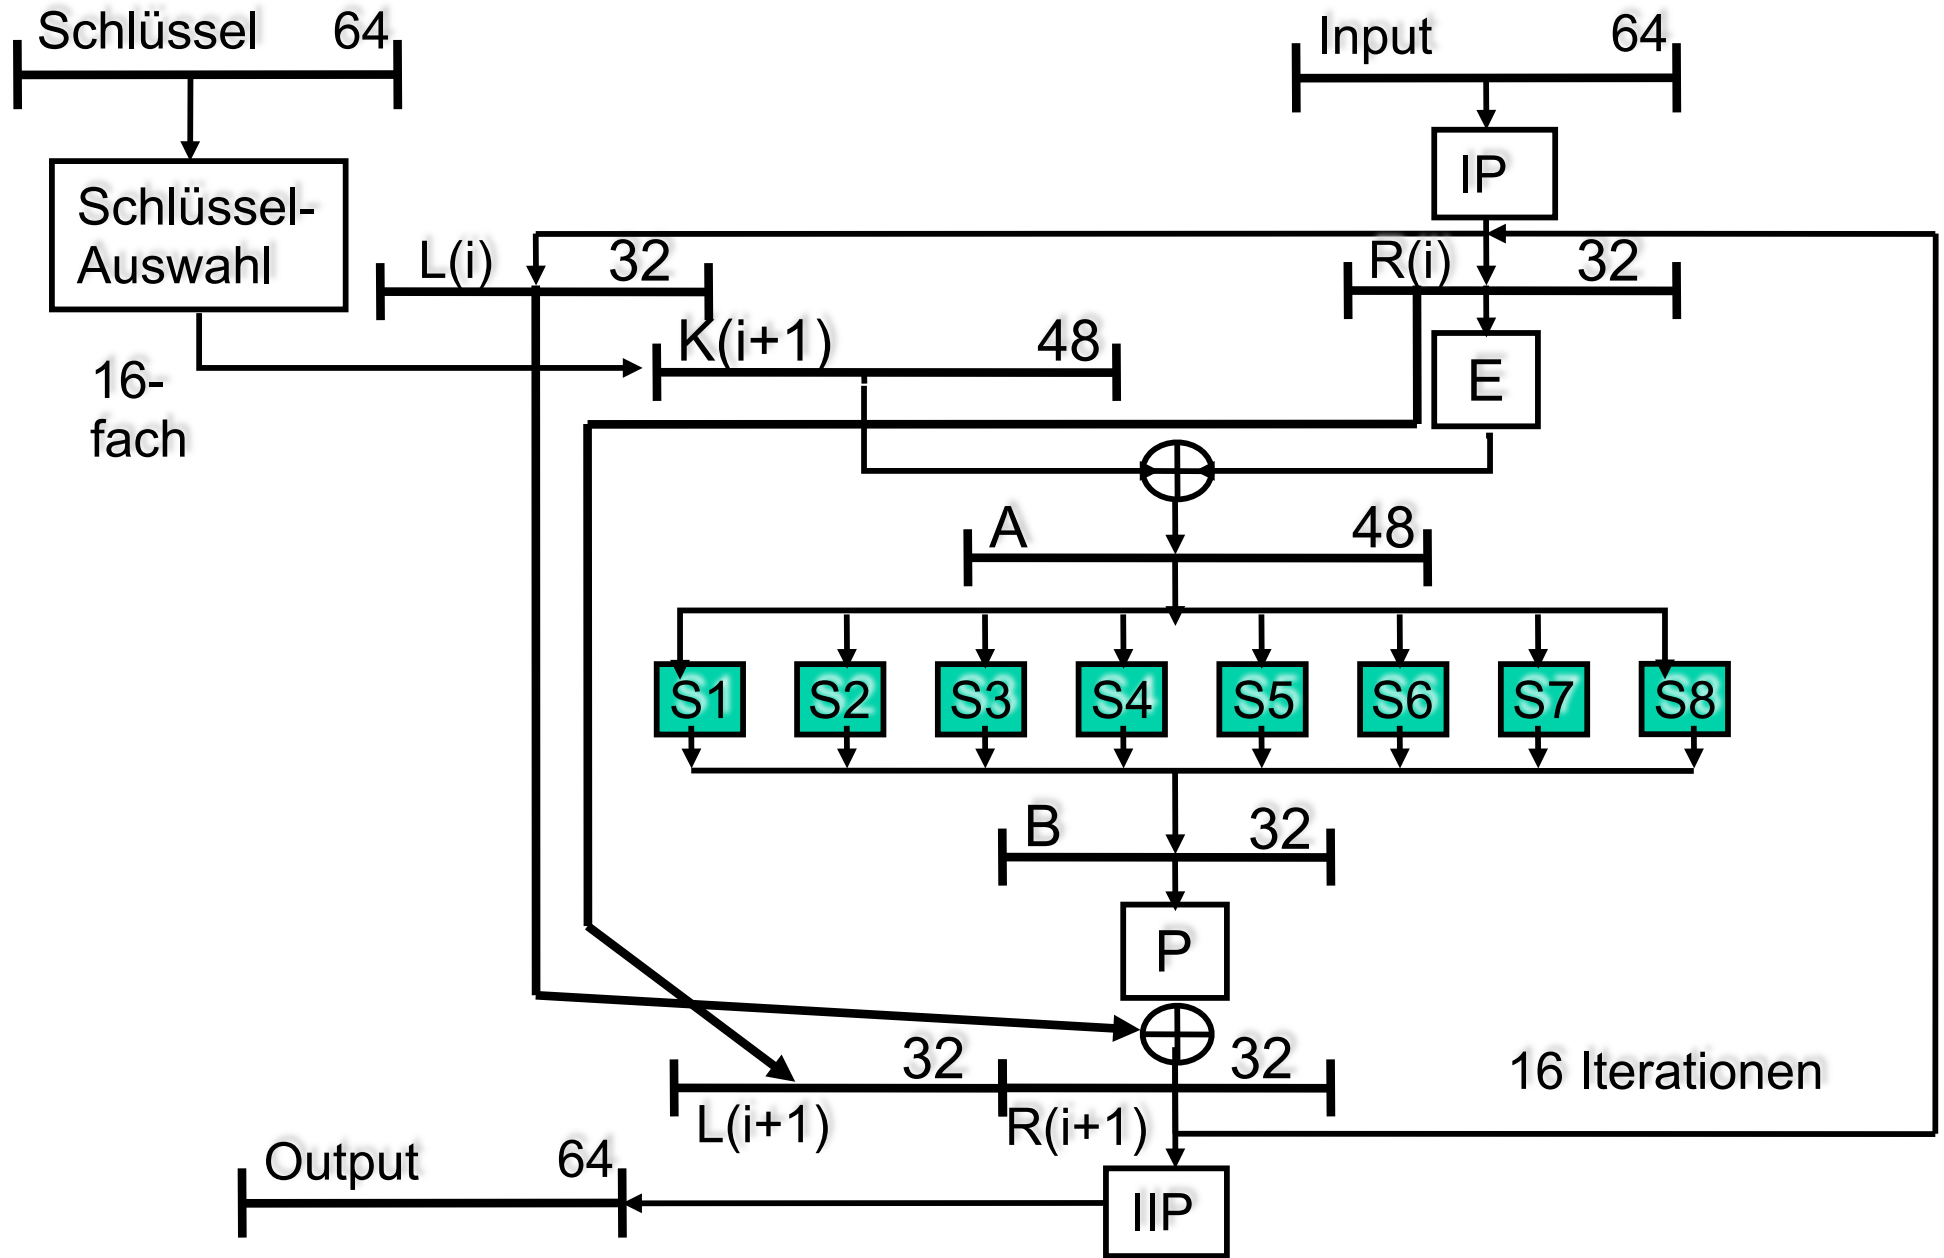 Schlüssel 64
Input 64
IP
Schlüssel-
Auswahl
L(i) 32
R(i) 32
K(i+1) 48
E
16-
fach
A 48
S1 S2 S3 S4 S5 S6 S7 S8
B 32
P
32 32
16 Iterationen
L(i+1) R(i+1)
Output 64
IIP